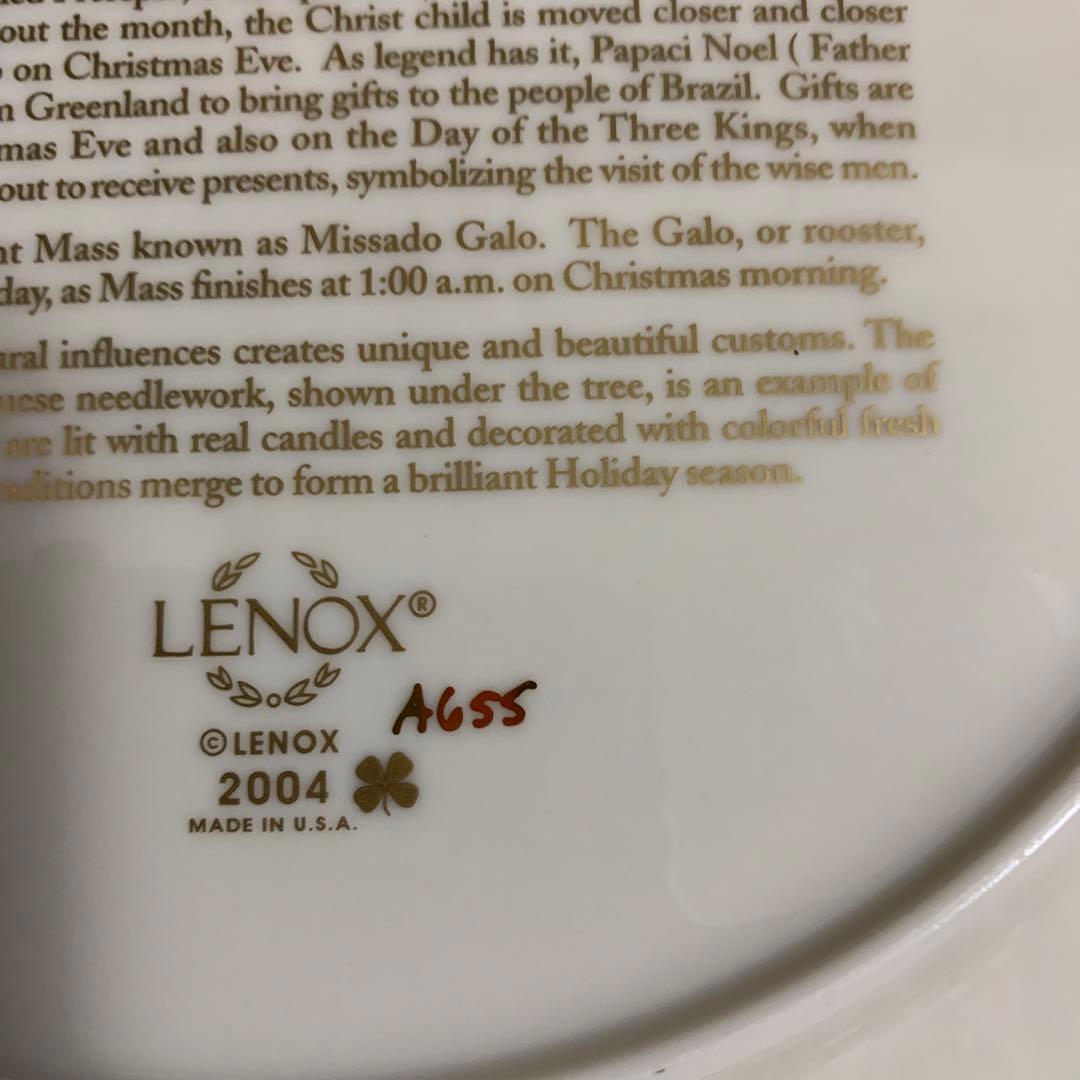 out the month, the Christ child is moved closer and closer
on Christmas Eve. As legend has it, Papaci Noel ( Father
Greenland to bring gifts to the people of Brazil. Gifts are
mas Eve and also on the Day of the Three Kings, when
out to receive presents, symbolizing the visit of the wise men.
Mass known as Missado Galo. The Galo, or rooster,
day, as Mass finishes at 1:00 a.m. on Christmas morning.
ural influences creates unique and beautiful customs. The
needlework, shown under the tree, is an example of
are lit with real candles and decorated with colorful fresh
aditions merge to form a brilliant Holiday season.
LENOX®
A655
©LENOX
2004
MADE IN U.S.A.